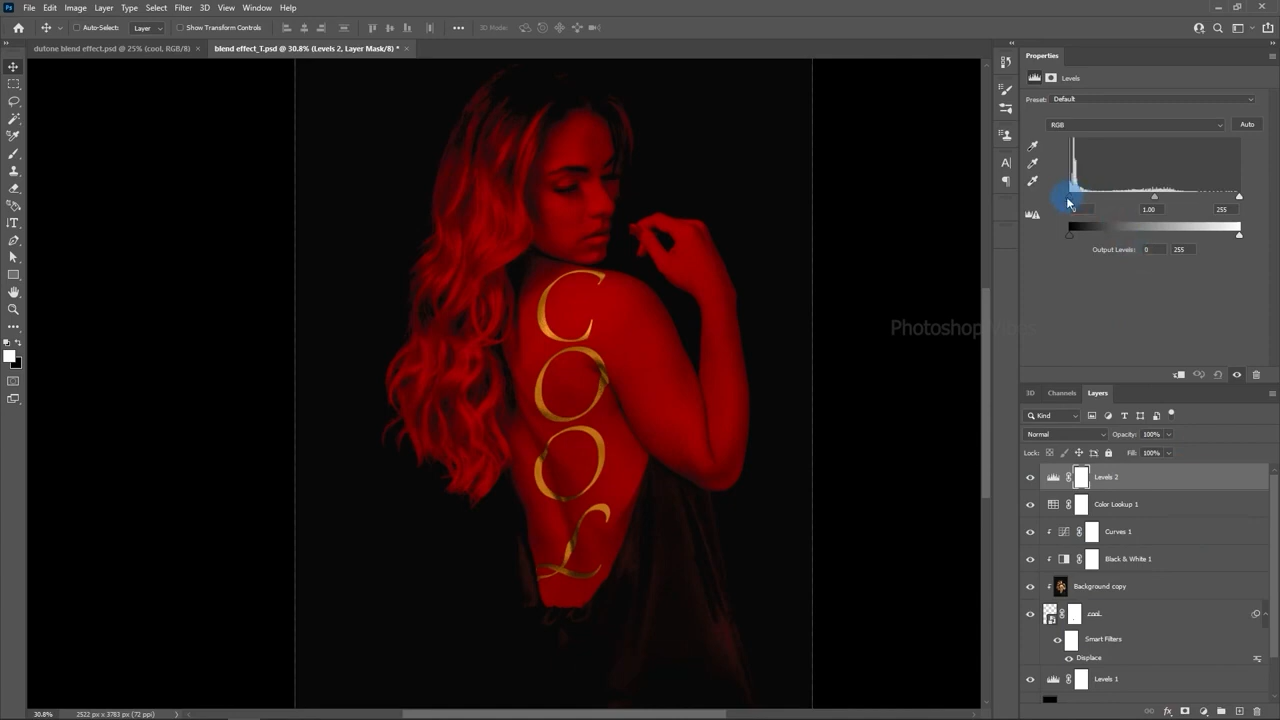 Ps File Edit Image Layer Type Select Filter 3D View Window Help
Auto-Select: Layer Show Transform Controls 3D Mode:
dutone blend effect.psd @ 25% (cool, RGB/8) × blend effect_T.psd @ 30.8% (Levels 2, Layer Mask/8) * ×
Properties
Levels
Preset: Default
RGB Auto
0 1.00 255
Output Levels: 0 255
C
O
O
L
3D Channels Layers
Kind
Normal Opacity: 100%
Lock: Fill: 100%
Levels 2
Color Lookup 1
Curves 1
Black & White 1
Background copy
cooL
Smart Filters
Displace
Levels 1
30.8% 2522 px x 3783 px (72 ppi)